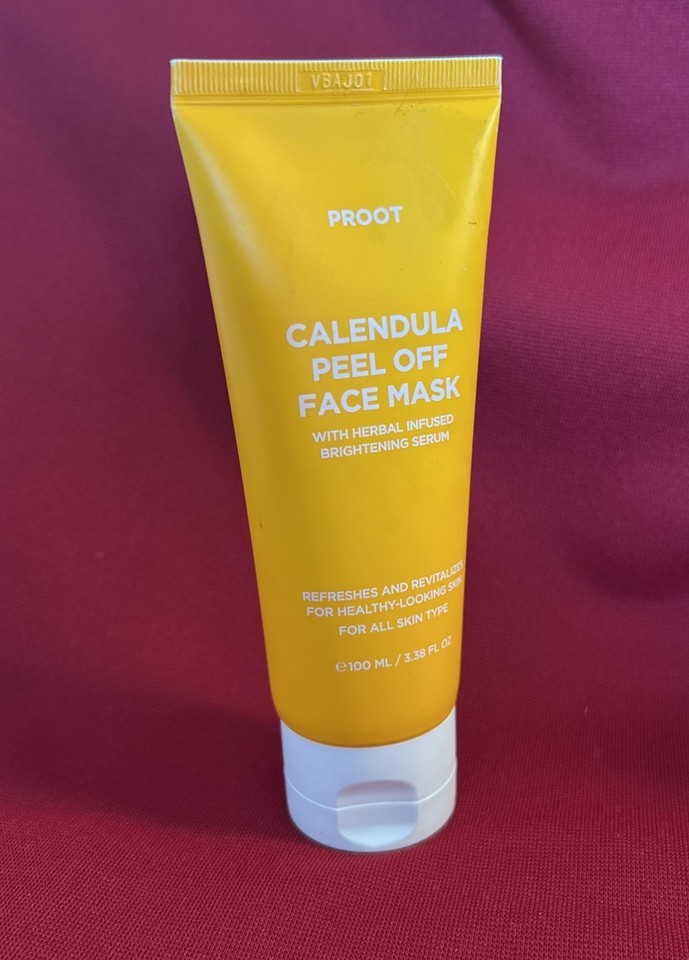 VBAJ01
PROOT
CALENDULA
PEEL OFF
FACE MASK
WITH HERBAL INFUSED
BRIGHTENING SERUM
REFRESHES AND REVITALIZES
FOR HEALTHY-LOOKING SKIN
FOR ALL SKIN TYPE
℮100 ML / 3.38 FL OZ